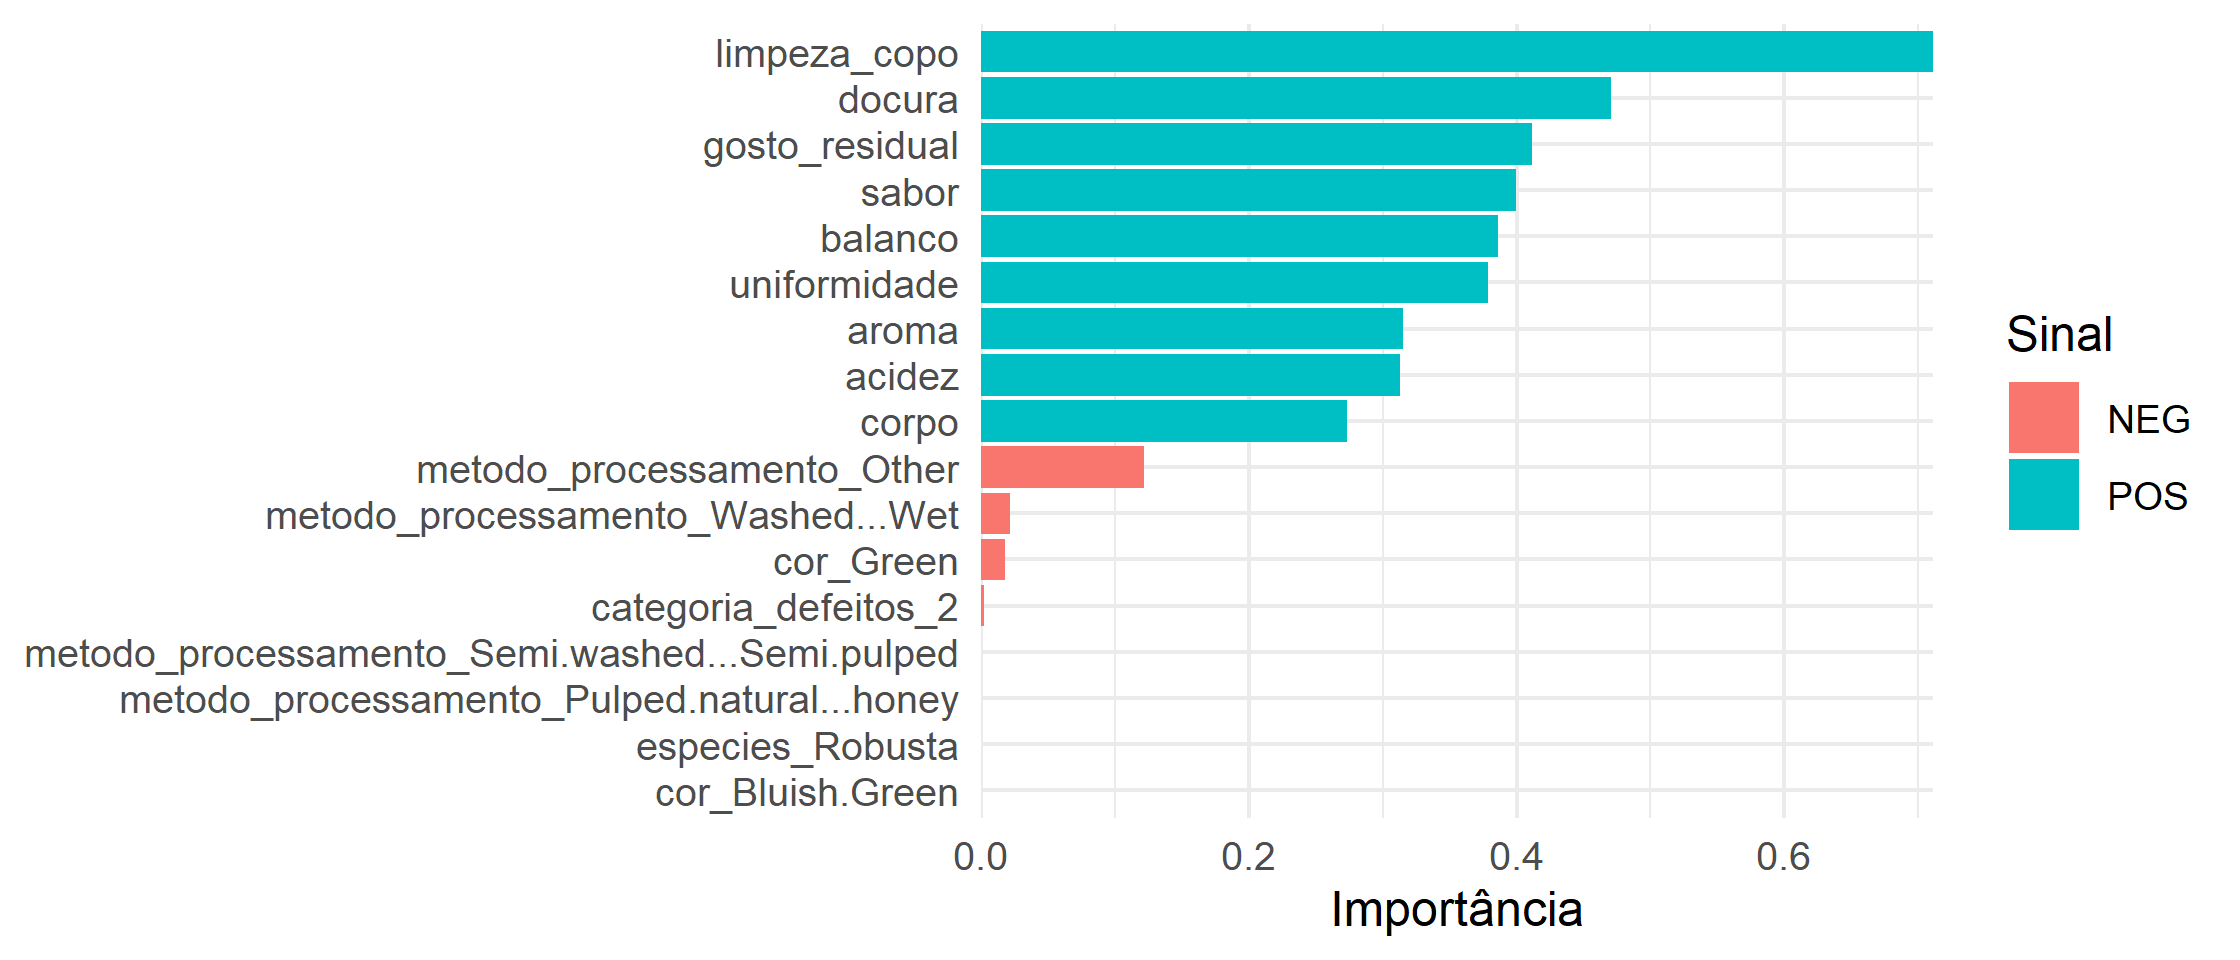 limpeza_copo
docura
gosto_residual
sabor
balanco
uniformidade
aroma
acidez
corpo
metodo_processamento_Other
metodo_processamento_Washed...Wet
cor_Green
categoria_defeitos_2
metodo_processamento_Semi.washed...Semi.pulped
metodo_processamento_Pulped.natural...honey
especies_Robusta
cor_Bluish.Green
0.0 0.2 0.4 0.6
Importância
Sinal
NEG
POS